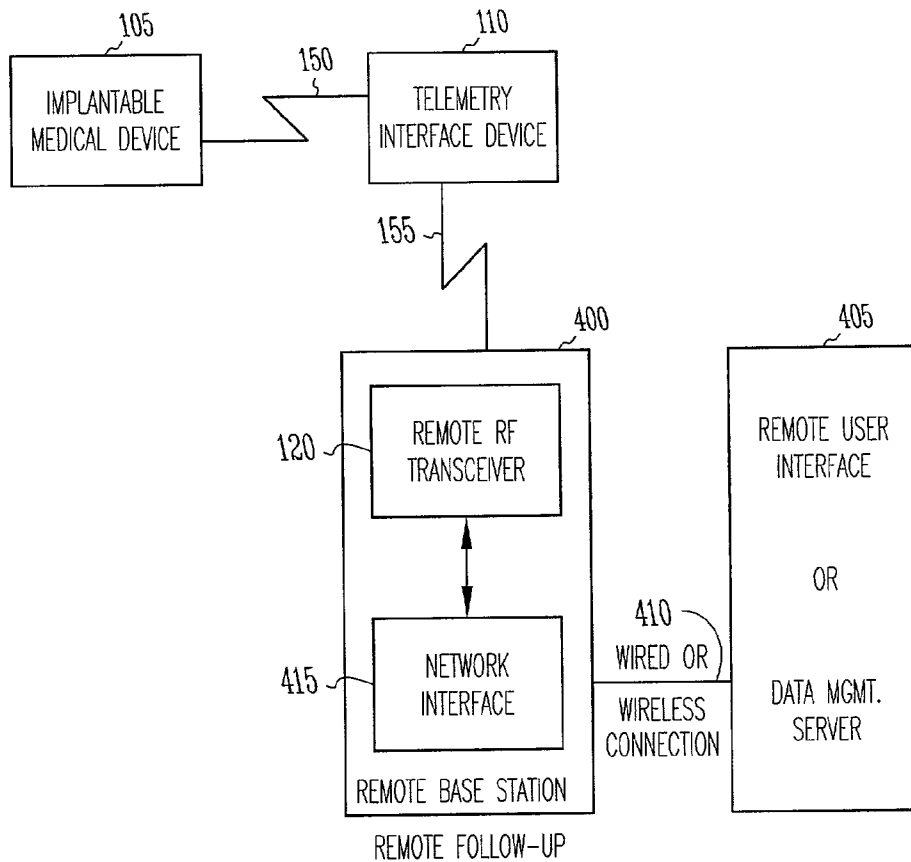 105
110
150
IMPLANTABLE
MEDICAL DEVICE
TELEMETRY
INTERFACE DEVICE
155
400
405
120
REMOTE RF
TRANSCEIVER
REMOTE USER
INTERFACE
OR
410
415
NETWORK
INTERFACE
WIRED OR
WIRELESS
CONNECTION
DATA MGMT.
SERVER
REMOTE BASE STATION
REMOTE FOLLOW-UP